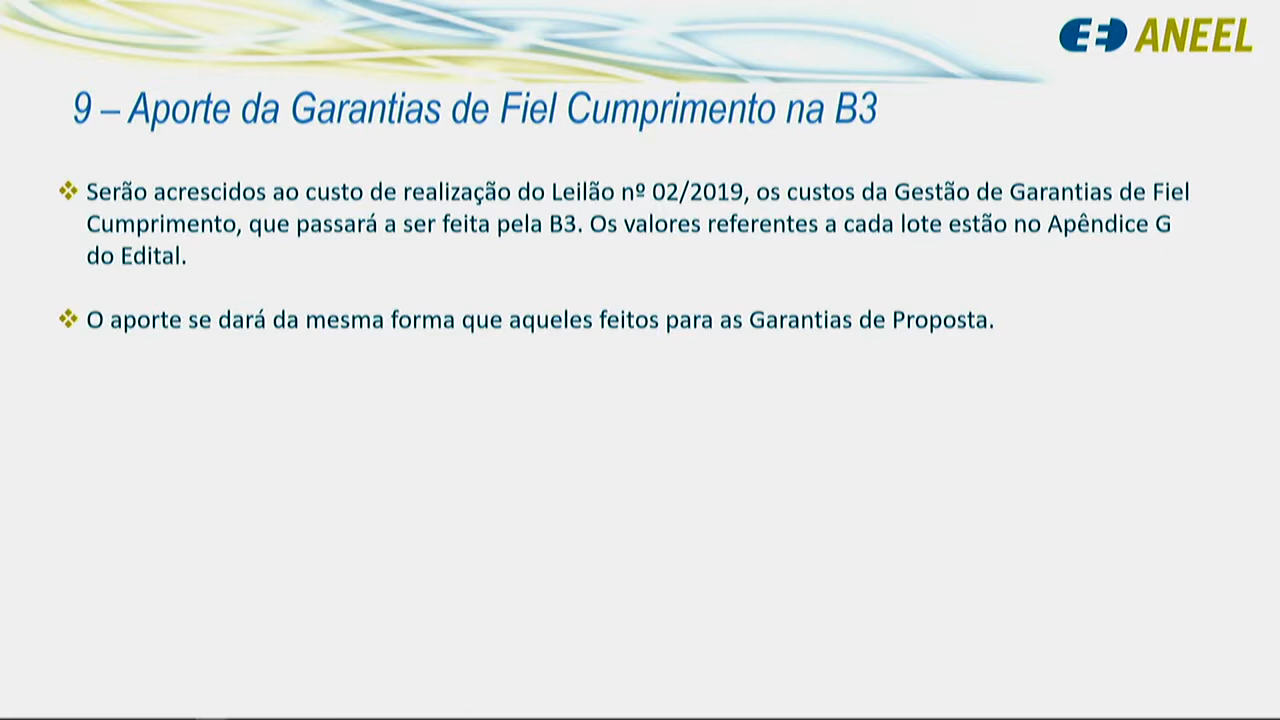 ANEEL
9 – Aporte da Garantias de Fiel Cumprimento na B3
Serão acrescidos ao custo de realização do Leilão nº 02/2019, os custos da Gestão de Garantias de Fiel
Cumprimento, que passará a ser feita pela B3. Os valores referentes a cada lote estão no Apêndice G
do Edital.
O aporte se dará da mesma forma que aqueles feitos para as Garantias de Proposta.